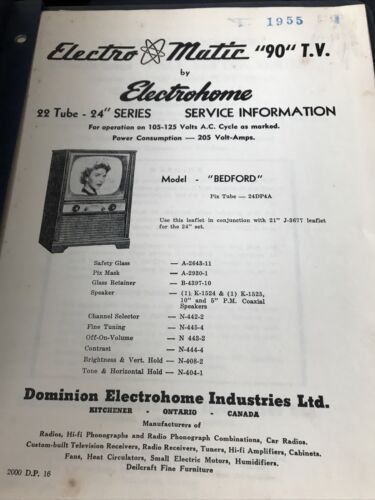 1955
Electro Matic "90" T.V.
by
Electrohome
22 Tube - 24" SERIES SERVICE INFORMATION
For operation on 105-125 Volts A.C. Cycle as marked.
Power Consumption — 205 Volt-Amps.
Model - "BEDFORD"
Pix Tube — 24DP4A
Use this leaflet in conjunction with 21" J-3677 leaflet
for the 24" set.
Safety Glass — A-2643-11
Pix Mask — A-2930-1
Glass Retainer — B-4397-10
Speaker — (1) K-1524 & (1) K-1525,
10" and 5" P.M. Coaxial
Speakers
Channel Selector — N-442-2
Fine Tuning — N-445-4
Off-On-Volume — N 443-2
Contrast — N-444-4
Brightness & Vert. Hold — N-408-2
Tone & Horizontal Hold — N-404-1
Dominion Electrohome Industries Ltd.
KITCHENER - ONTARIO - CANADA
Manufacturers of
Radios, Hi-fi Phonographs and Radio Phonograph Combinations, Car Radios.
Custom-built Television Receivers, Radio Receivers, Tuners, Hi-fi Amplifiers, Cabinets.
Fans, Heat Circulators, Small Electric Motors, Humidifiers.
Deilcraft Fine Furniture
2000 D.P. 16